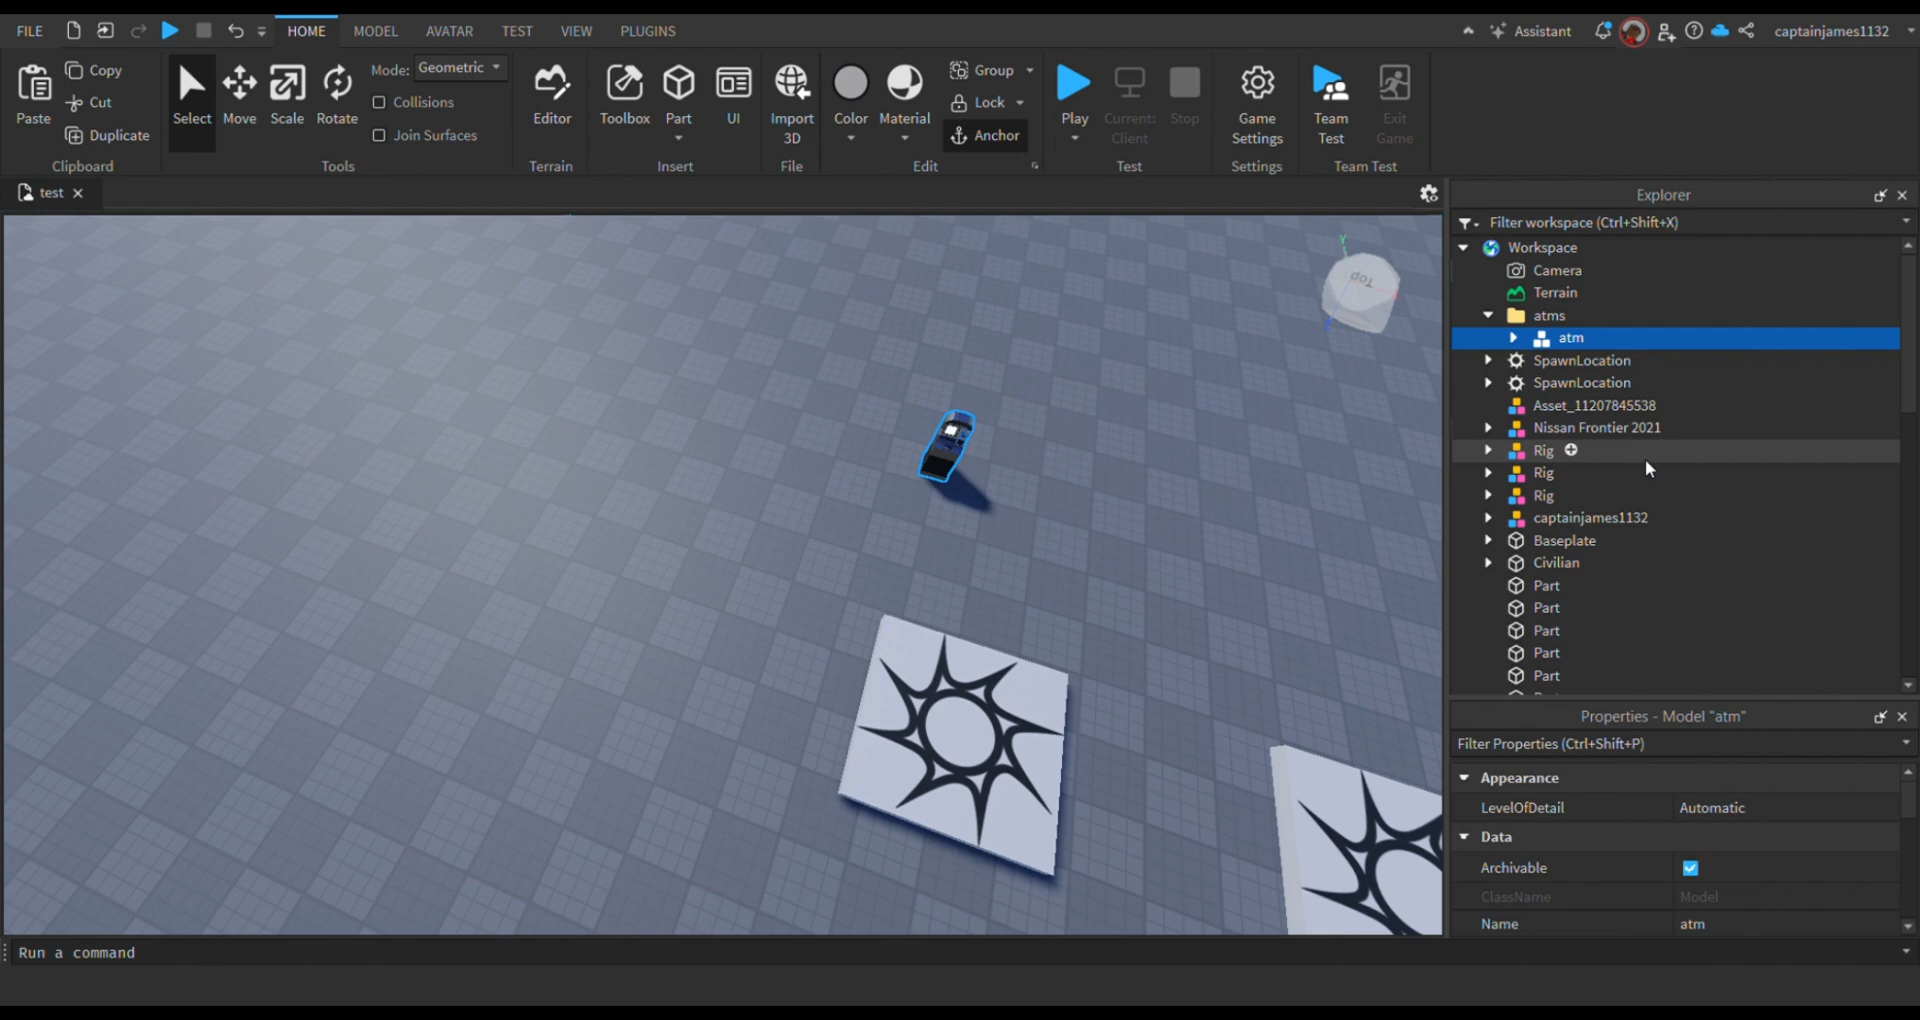 FILE HOME MODEL AVATAR TEST VIEW PLUGINS Assistant captainjames1132
Paste Copy Cut Duplicate
Clipboard
Select Move Scale Rotate
Mode: Geometric
Collisions
Join Surfaces
Tools
Editor
Terrain
Toolbox Part UI
Insert
Import
3D
File
Color Material
Group
Lock
Anchor
Edit
Play
Current:
Client
Stop
Test
Game
Settings
Settings
Team
Test
Exit
Game
Team Test
test
Top
Y
Explorer
Filter workspace (Ctrl+Shift+X)
Workspace
Camera
Terrain
atms
atm
SpawnLocation
SpawnLocation
Asset_11207845538
Nissan Frontier 2021
Rig
Rig
Rig
captainjames1132
Baseplate
Civilian
Part
Part
Part
Part
Part
Properties - Model "atm"
Filter Properties (Ctrl+Shift+P)
Appearance
LevelOfDetail Automatic
Data
Archivable
ClassName Model
Name atm
Run a command